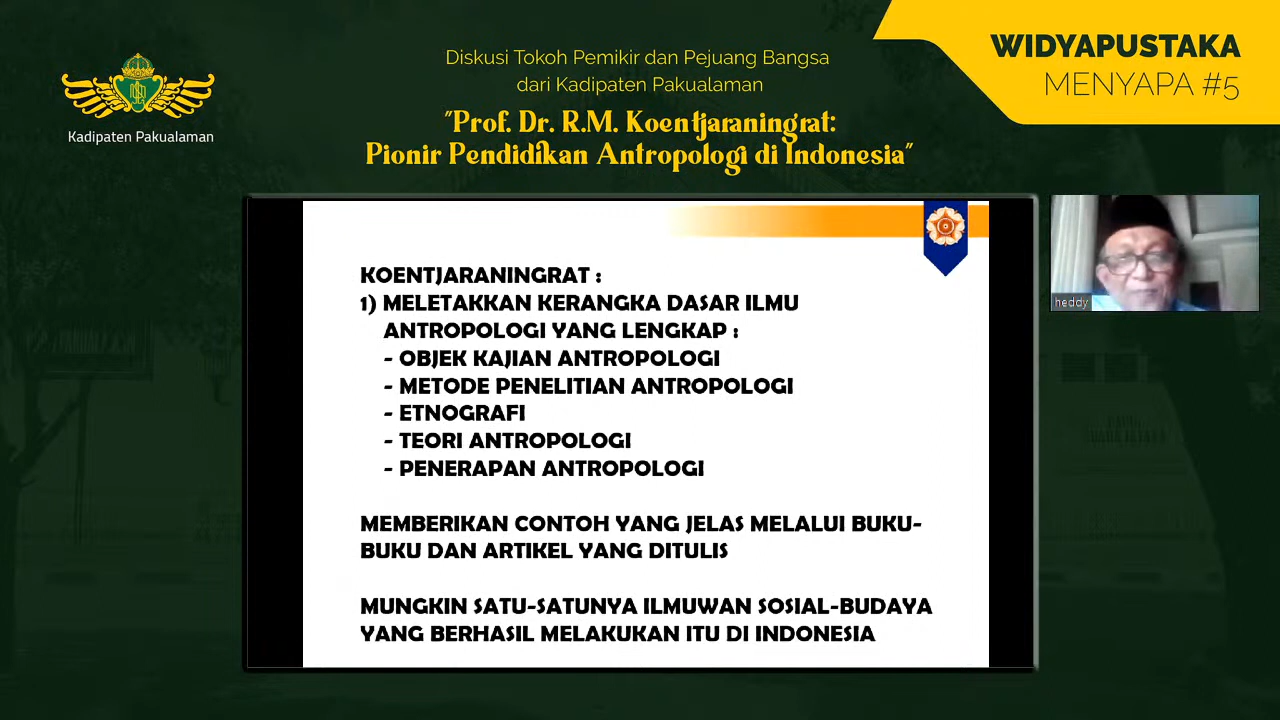 Diskusi Tokoh Pemikir dan Pejuang Bangsa
dari Kadipaten Pakualaman
"Prof. Dr. R.M. Koentjaraningrat:
Pionir Pendidikan Antropologi di Indonesia"
WIDYAPUSTAKA
MENYAPA #5
Kadipaten Pakualaman
KOENTJARANINGRAT :
1) MELETAKKAN KERANGKA DASAR ILMU
ANTROPOLOGI YANG LENGKAP :
- OBJEK KAJIAN ANTROPOLOGI
- METODE PENELITIAN ANTROPOLOGI
- ETNOGRAFI
- TEORI ANTROPOLOGI
- PENERAPAN ANTROPOLOGI
MEMBERIKAN CONTOH YANG JELAS MELALUI BUKU-
BUKU DAN ARTIKEL YANG DITULIS
MUNGKIN SATU-SATUNYA ILMUWAN SOSIAL-BUDAYA
YANG BERHASIL MELAKUKAN ITU DI INDONESIA
heddy